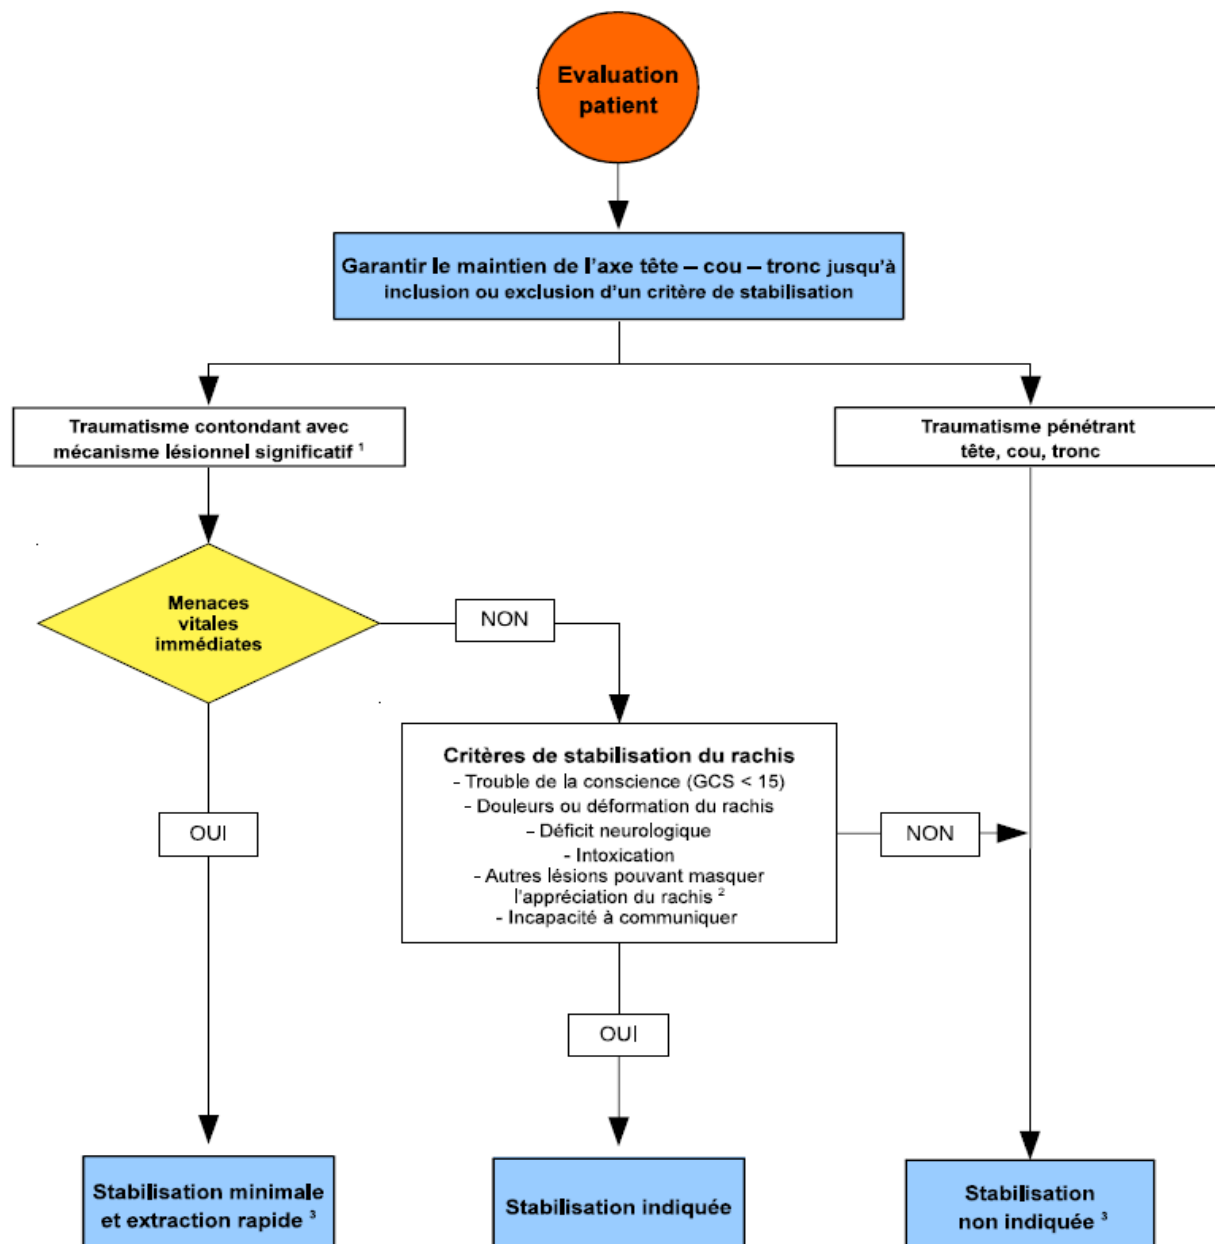 Evaluation
patient
Garantir le maintien de l'axe tête – cou – tronc jusqu'à
inclusion ou exclusion d'un critère de stabilisation
Traumatisme contondant avec
mécanisme lésionnel significatif ¹
Traumatisme pénétrant
tête, cou, tronc
Menaces
vitales
immédiates
NON
Critères de stabilisation du rachis
- Trouble de la conscience (GCS < 15)
- Douleurs ou déformation du rachis
- Déficit neurologique
- Intoxication
- Autres lésions pouvant masquer
l'appréciation du rachis ²
- Incapacité à communiquer
OUI
NON
OUI
Stabilisation minimale
et extraction rapide ³
Stabilisation indiquée
Stabilisation
non indiquée ³